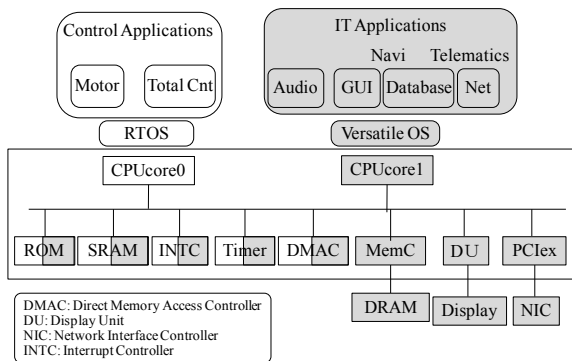 Control Applications
IT Applications
Navi Telematics
Motor
Total Cnt
Audio
GUI
Database
Net
RTOS
Versatile OS
CPUcore0
CPUcore1
ROM
SRAM
INTC
Timer
DMAC
MemC
DU
PCIex
DRAM
Display
NIC
DMAC: Direct Memory Access Controller
DU: Display Unit
NIC: Network Interface Controller
INTC: Interrupt Controller